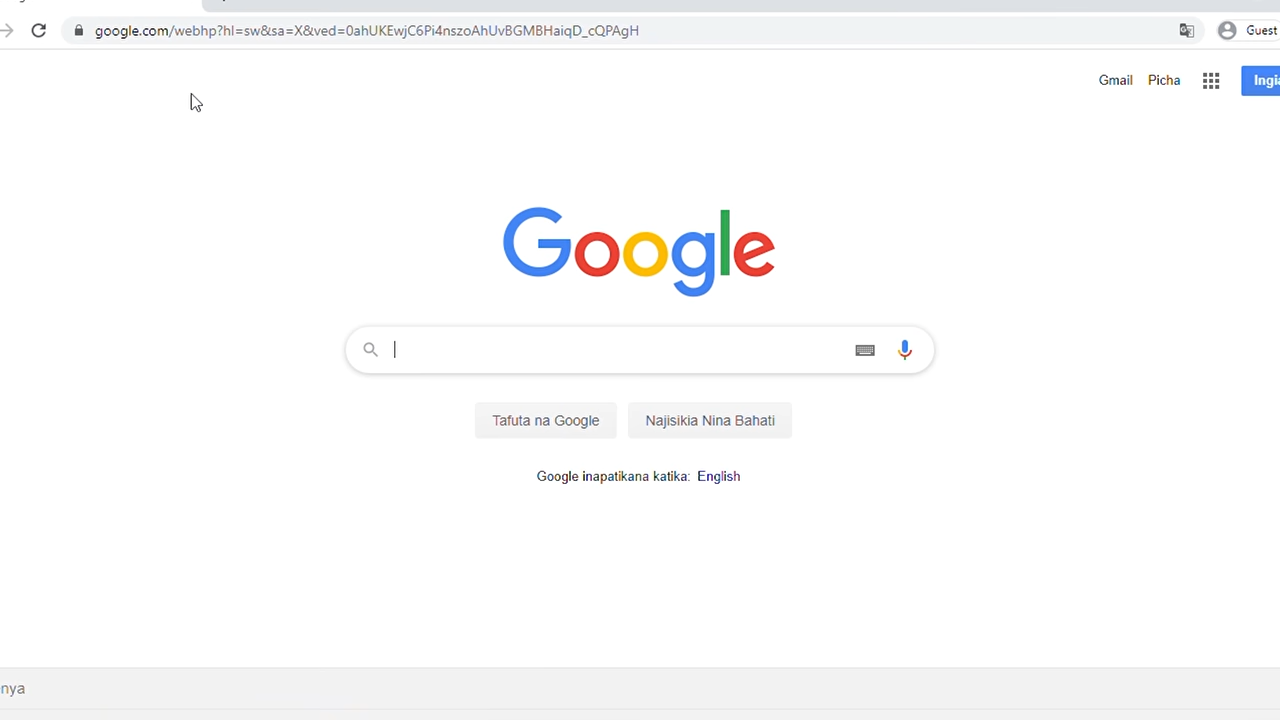 google.com/webhp?hl=sw&sa=X&ved=0ahUKEwjC6Pi4nszoAhUvBGMBHaiqD_cQPAgH
Guest
Gmail Picha
Google
Tafuta na Google Najisikia Nina Bahati
Google inapatikana katika: English